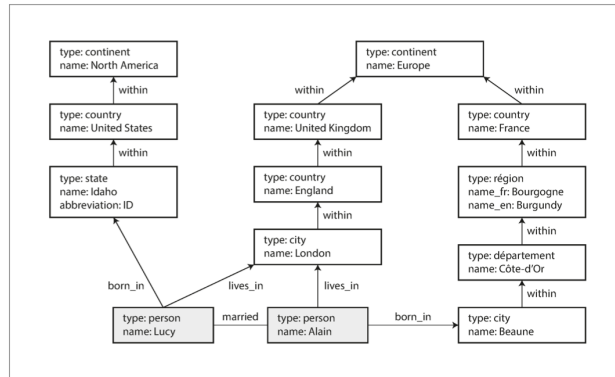 type: continent
name: North America
type: continent
name: Europe
within
within
within
type: country
name: United States
type: country
name: United Kingdom
type: country
name: France
within
within
within
type: state
name: Idaho
abbreviation: ID
type: country
name: England
type: région
name_fr: Bourgogne
name_en: Burgundy
within
within
type: city
name: London
type: département
name: Côte-d'Or
born_in
lives_in
lives_in
within
type: person
name: Lucy
married
type: person
name: Alain
born_in
type: city
name: Beaune